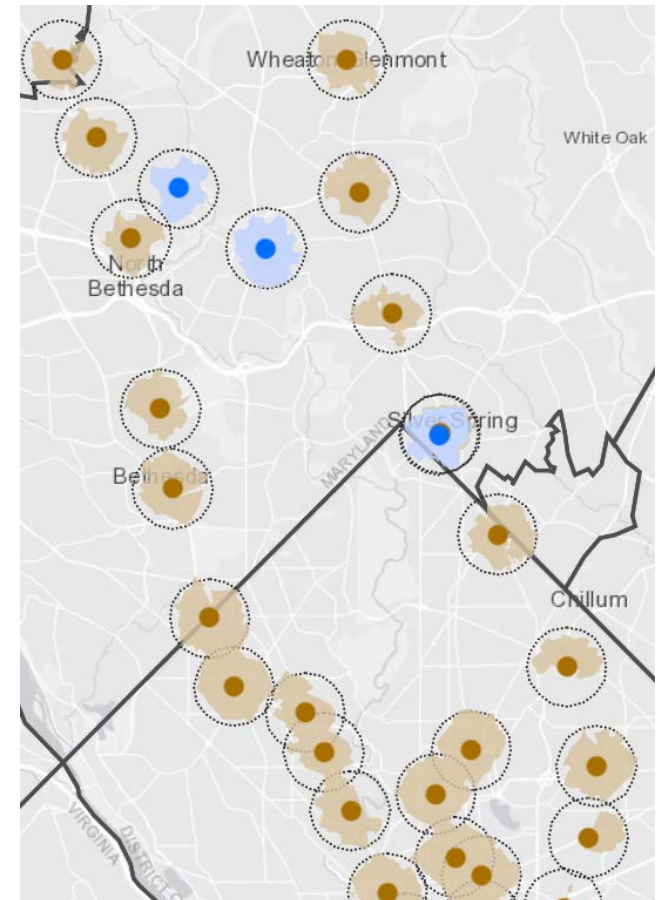 Wheaton-Glenmont
White Oak
North
Bethesda
Silver Spring
MARYLAND
Bethesda
Chillum
VIRGINIA
DISTRICT O